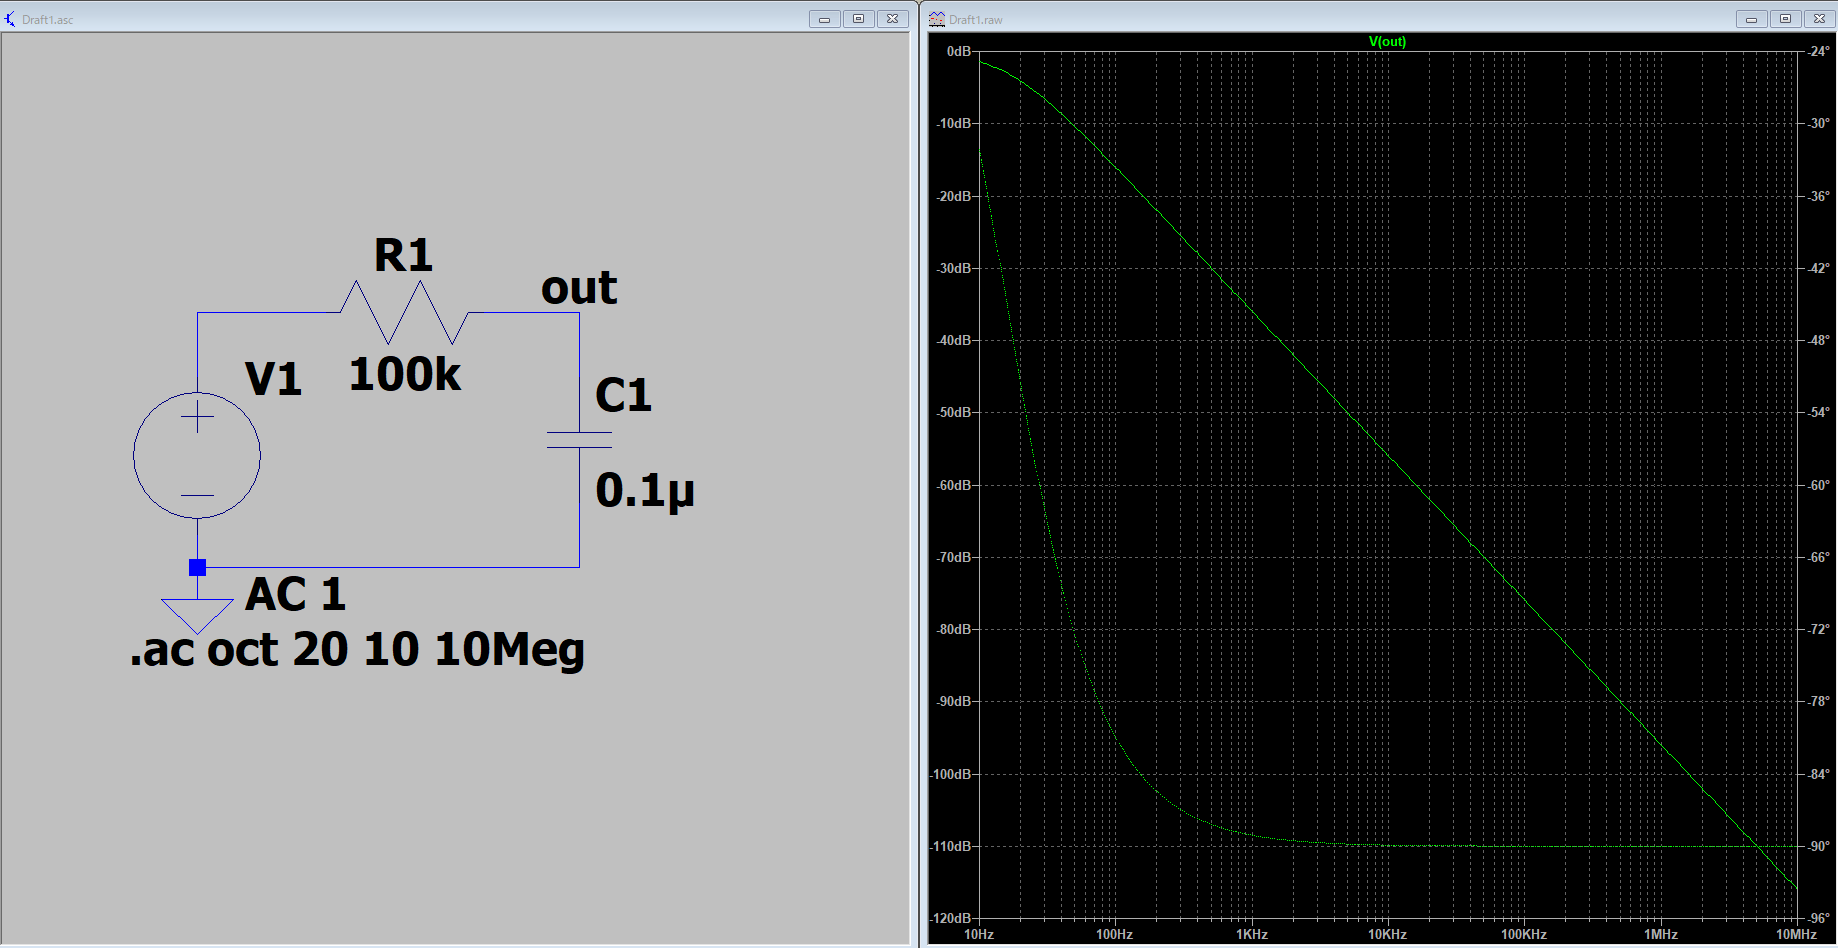 Draft1.asc
R1
out
V1
100k
C1
0.1µ
AC 1
.ac oct 20 10 10Meg
Draft1.raw
V(out)
0dB -24°
-10dB -30°
-20dB -36°
-30dB -42°
-40dB -48°
-50dB -54°
-60dB -60°
-70dB -66°
-80dB -72°
-90dB -78°
-100dB -84°
-110dB -90°
-120dB -96°
10Hz 100Hz 1KHz 10KHz 100KHz 1MHz 10MHz